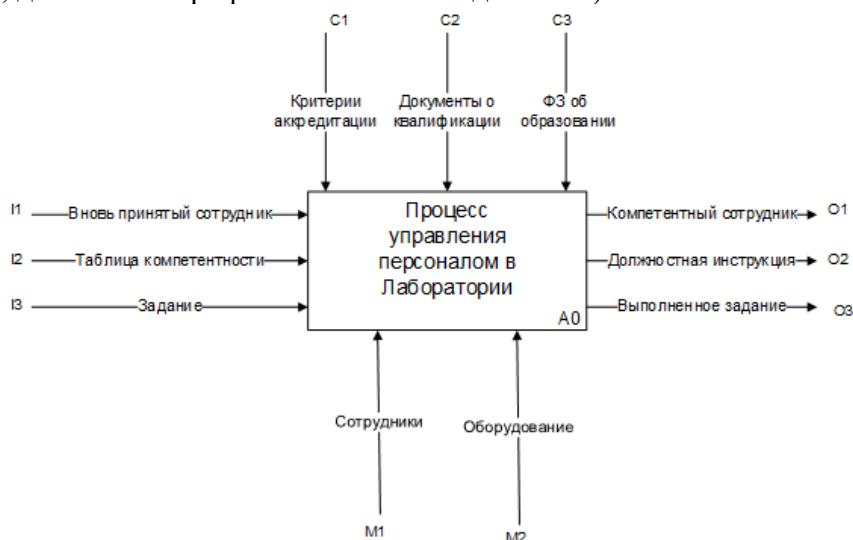 C1 C2 C3
Критерии аккредитации
Документы о квалификации
ФЗ об образовании
I1 Вновь принятый сотрудник
I2 Таблица компетентности
I3 Задание
Процесс
управления
персоналом в
Лаборатории
A0
Компетентный сотрудник O1
Должностная инструкция O2
Выполненное задание O3
Сотрудники
Оборудование
M1 M2